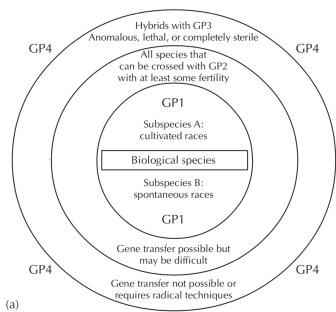 Hybrids with GP3
Anomalous, lethal, or completely sterile
GP4
GP4
All species that
can be crossed with GP2
with at least some fertility
GP1
Subspecies A:
cultivated races
Biological species
Subspecies B:
spontaneous races
GP1
Gene transfer possible but
may be difficult
GP4
GP4
Gene transfer not possible or
requires radical techniques
(a)